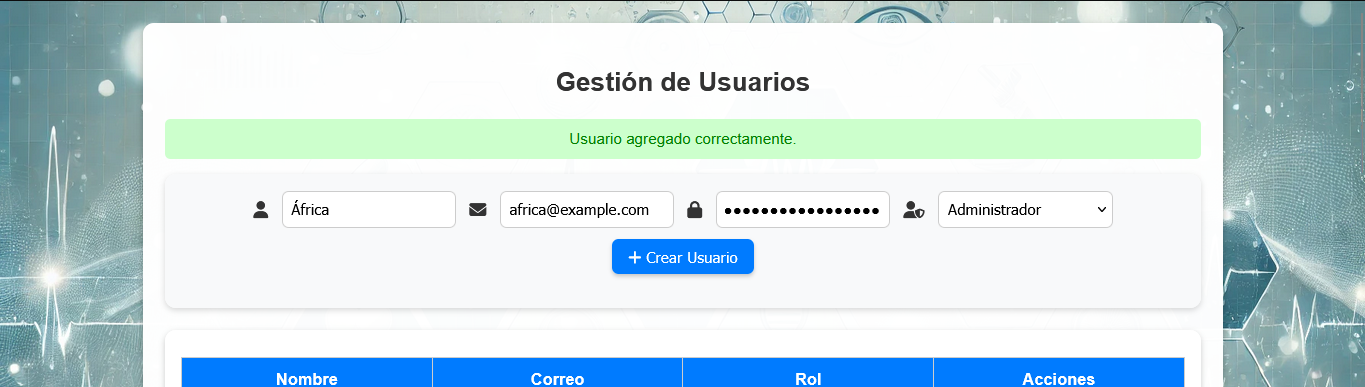 Gestión de Usuarios
Usuario agregado correctamente.
África africa@example.com ●●●●●●●●●●●●●●●●● Administrador
+ Crear Usuario
Nombre Correo Rol Acciones